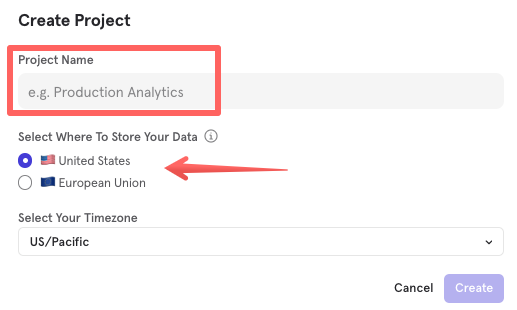 Create Project
Project Name
e.g. Production Analytics
Select Where To Store Your Data
United States
European Union
Select Your Timezone
US/Pacific
Cancel Create